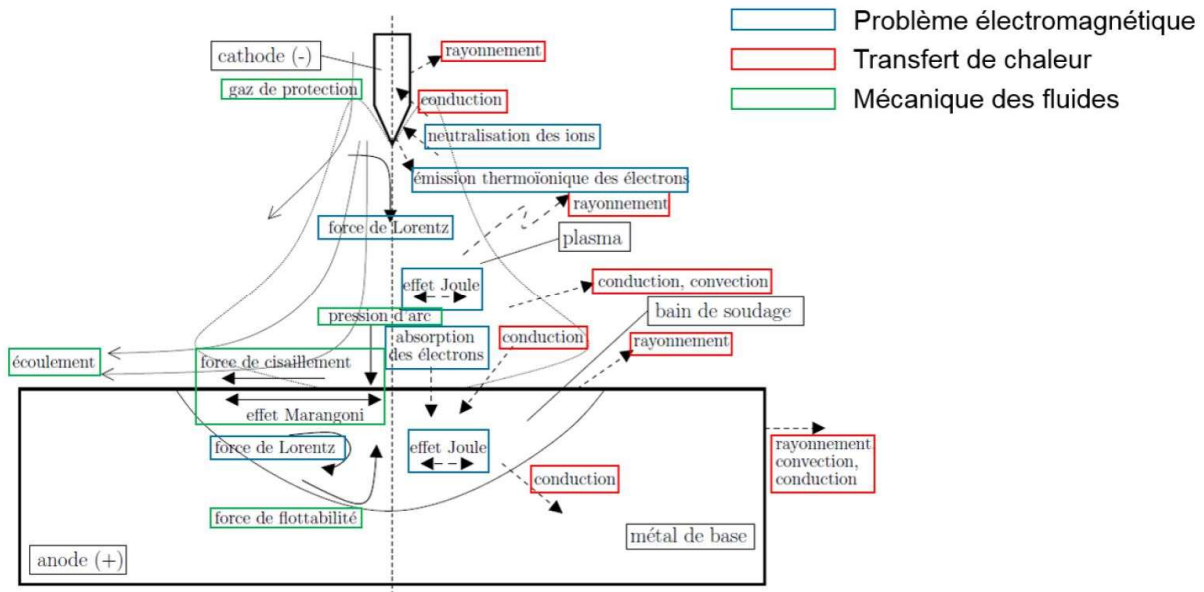 Problème électromagnétique
Transfert de chaleur
Mécanique des fluides
cathode (-)
rayonnement
gaz de protection
conduction
neutralisation des ions
émission thermoïonique des électrons
rayonnement
force de Lorentz
plasma
effet Joule
conduction, convection
bain de soudage
pression d'arc
absorption
des électrons
conduction
rayonnement
écoulement
force de cisaillement
effet Marangoni
force de Lorentz
effet Joule
rayonnement
convection,
conduction
conduction
force de flottabilité
métal de base
anode (+)